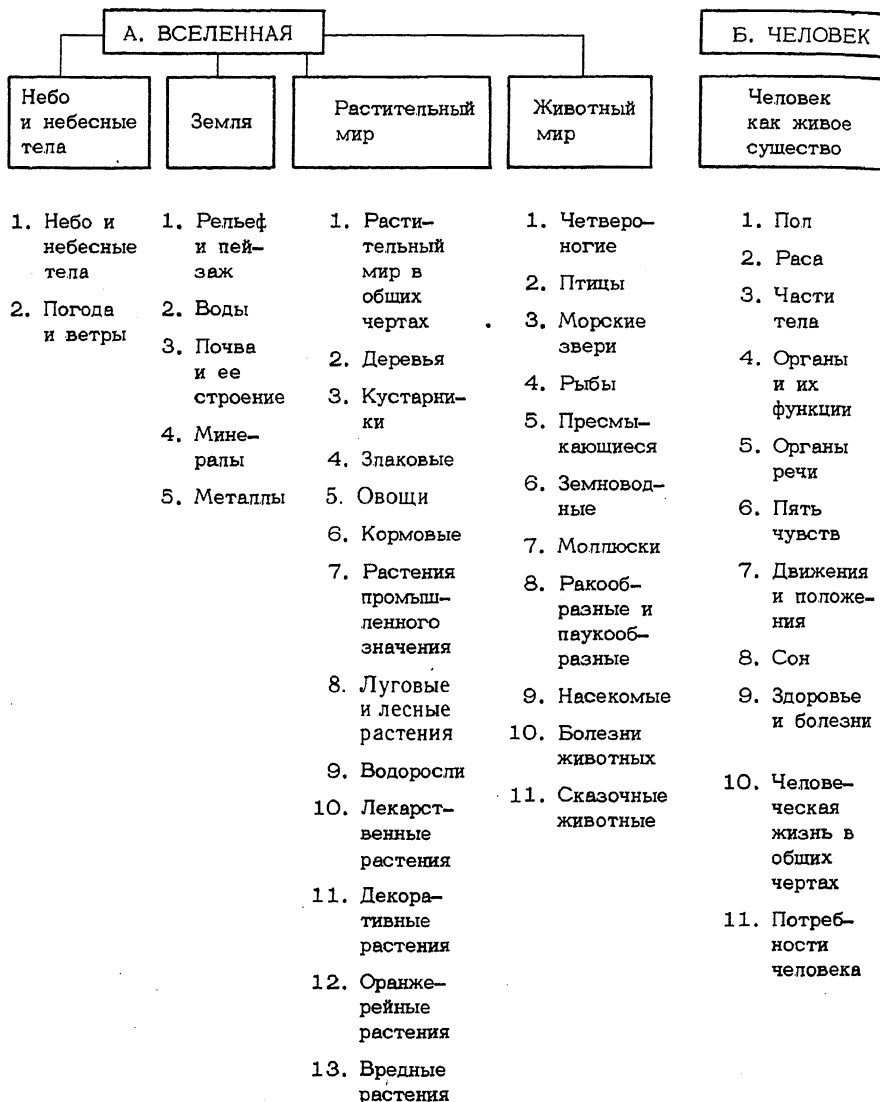 А. ВСЕЛЕННАЯ
Б. ЧЕЛОВЕК
Небо
и небесные
тела
Земля
Растительный
мир
Животный
мир
Человек
как живое
существо
1. Небо и
небесные
тела
2. Погода
и ветры
1. Рельеф
и пей-
заж
2. Воды
3. Почва
и ее
строение
4. Мине-
ралы
5. Металлы
1. Расти-
тельный
мир в
общих
чертах
2. Деревья
3. Кустарни-
ки
4. Злаковые
5. Овощи
6. Кормовые
7. Растения
промыш-
ленного
значения
8. Луговые
и лесные
растения
9. Водоросли
10. Лекарст-
венные
растения
11. Декора-
тивные
растения
12. Оранже-
рейные
растения
13. Вредные
растения
1. Четверо-
ногие
2. Птицы
3. Морские
звери
4. Рыбы
5. Пресмы-
кающиеся
6. Земновод-
ные
7. Моллюски
8. Ракооб-
разные и
паукооб-
разные
9. Насекомые
10. Болезни
животных
11. Сказочные
животные
1. Пол
2. Раса
3. Части
тела
4. Органы
и их
функции
5. Органы
речи
6. Пять
чувств
7. Движения
и положе-
ния
8. Сон
9. Здоровье
и болезни
10. Челове-
ческая
жизнь в
общих
чертах
11. Потреб-
ности
человека